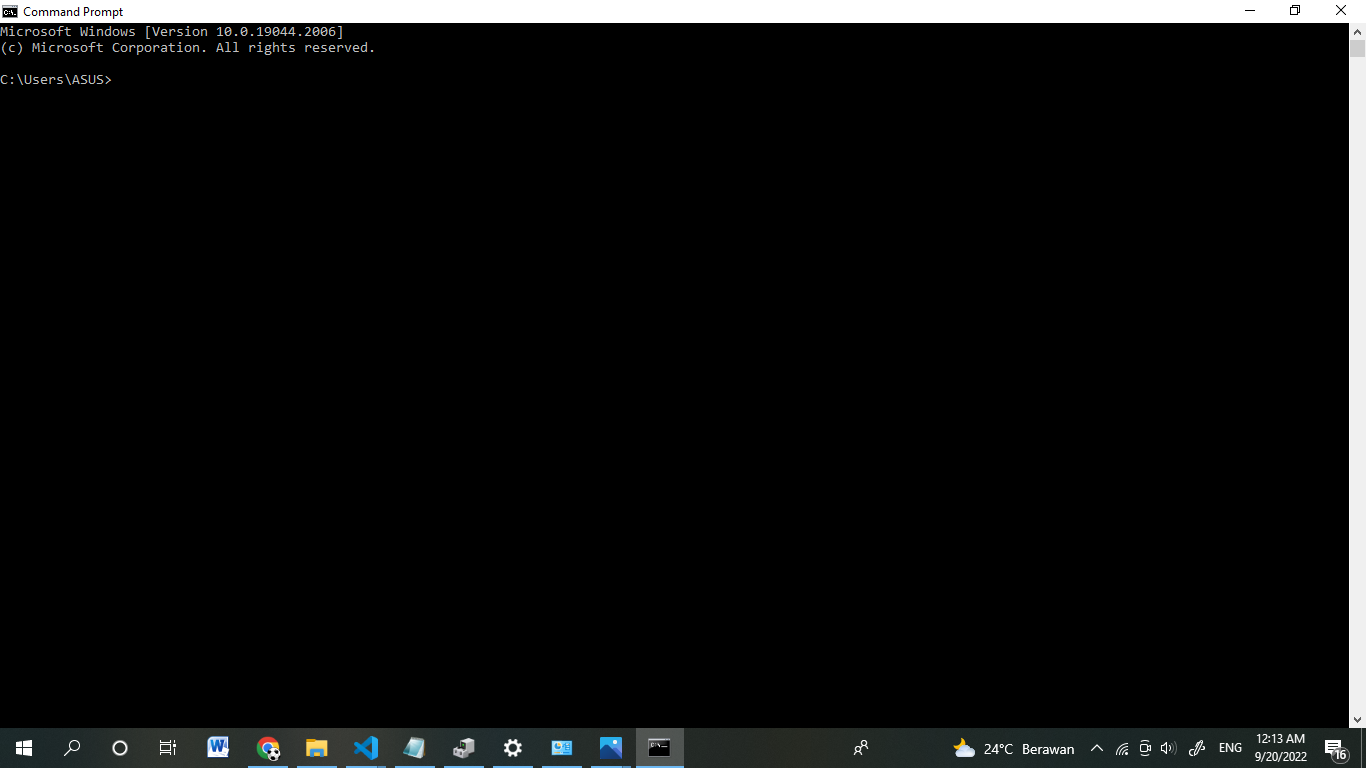 Command Prompt
Microsoft Windows [Version 10.0.19044.2006]
(c) Microsoft Corporation. All rights reserved.
C:\Users\ASUS>
24°C Berawan
ENG
12:13 AM
9/20/2022
16